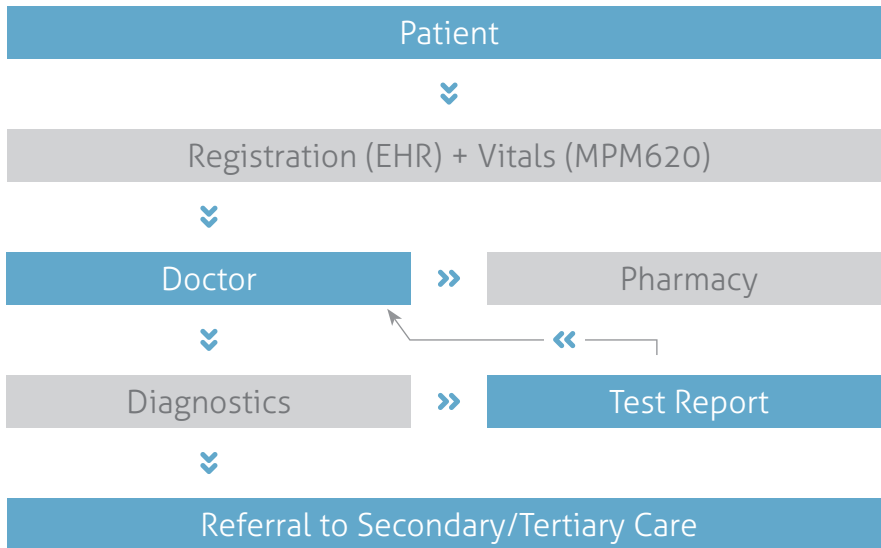 Patient
Registration (EHR) + Vitals (MPM620)
Doctor
Pharmacy
Diagnostics
Test Report
Referral to Secondary/Tertiary Care